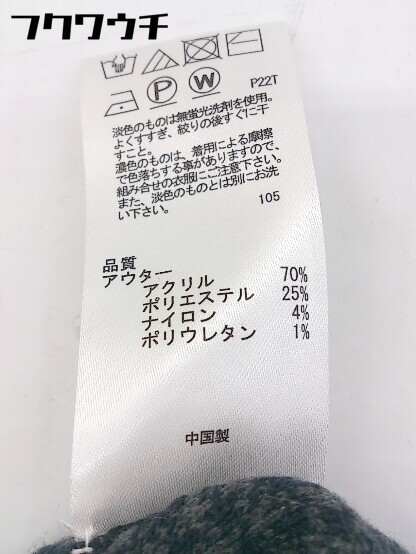 フクワウチ
P22T
淡色のものは無蛍光洗剤を使用。
よくすすぎ、絞りの後すぐに干
すこと。
濃色のものは、着用による摩擦
で色落ちする事がありますので、
組み合せの衣服にご注意下さい。
また、淡色のものとは別にお洗
い下さい。
105
品質
アウター
アクリル 70%
ポリエステル 25%
ナイロン 4%
ポリウレタン 1%
中国製